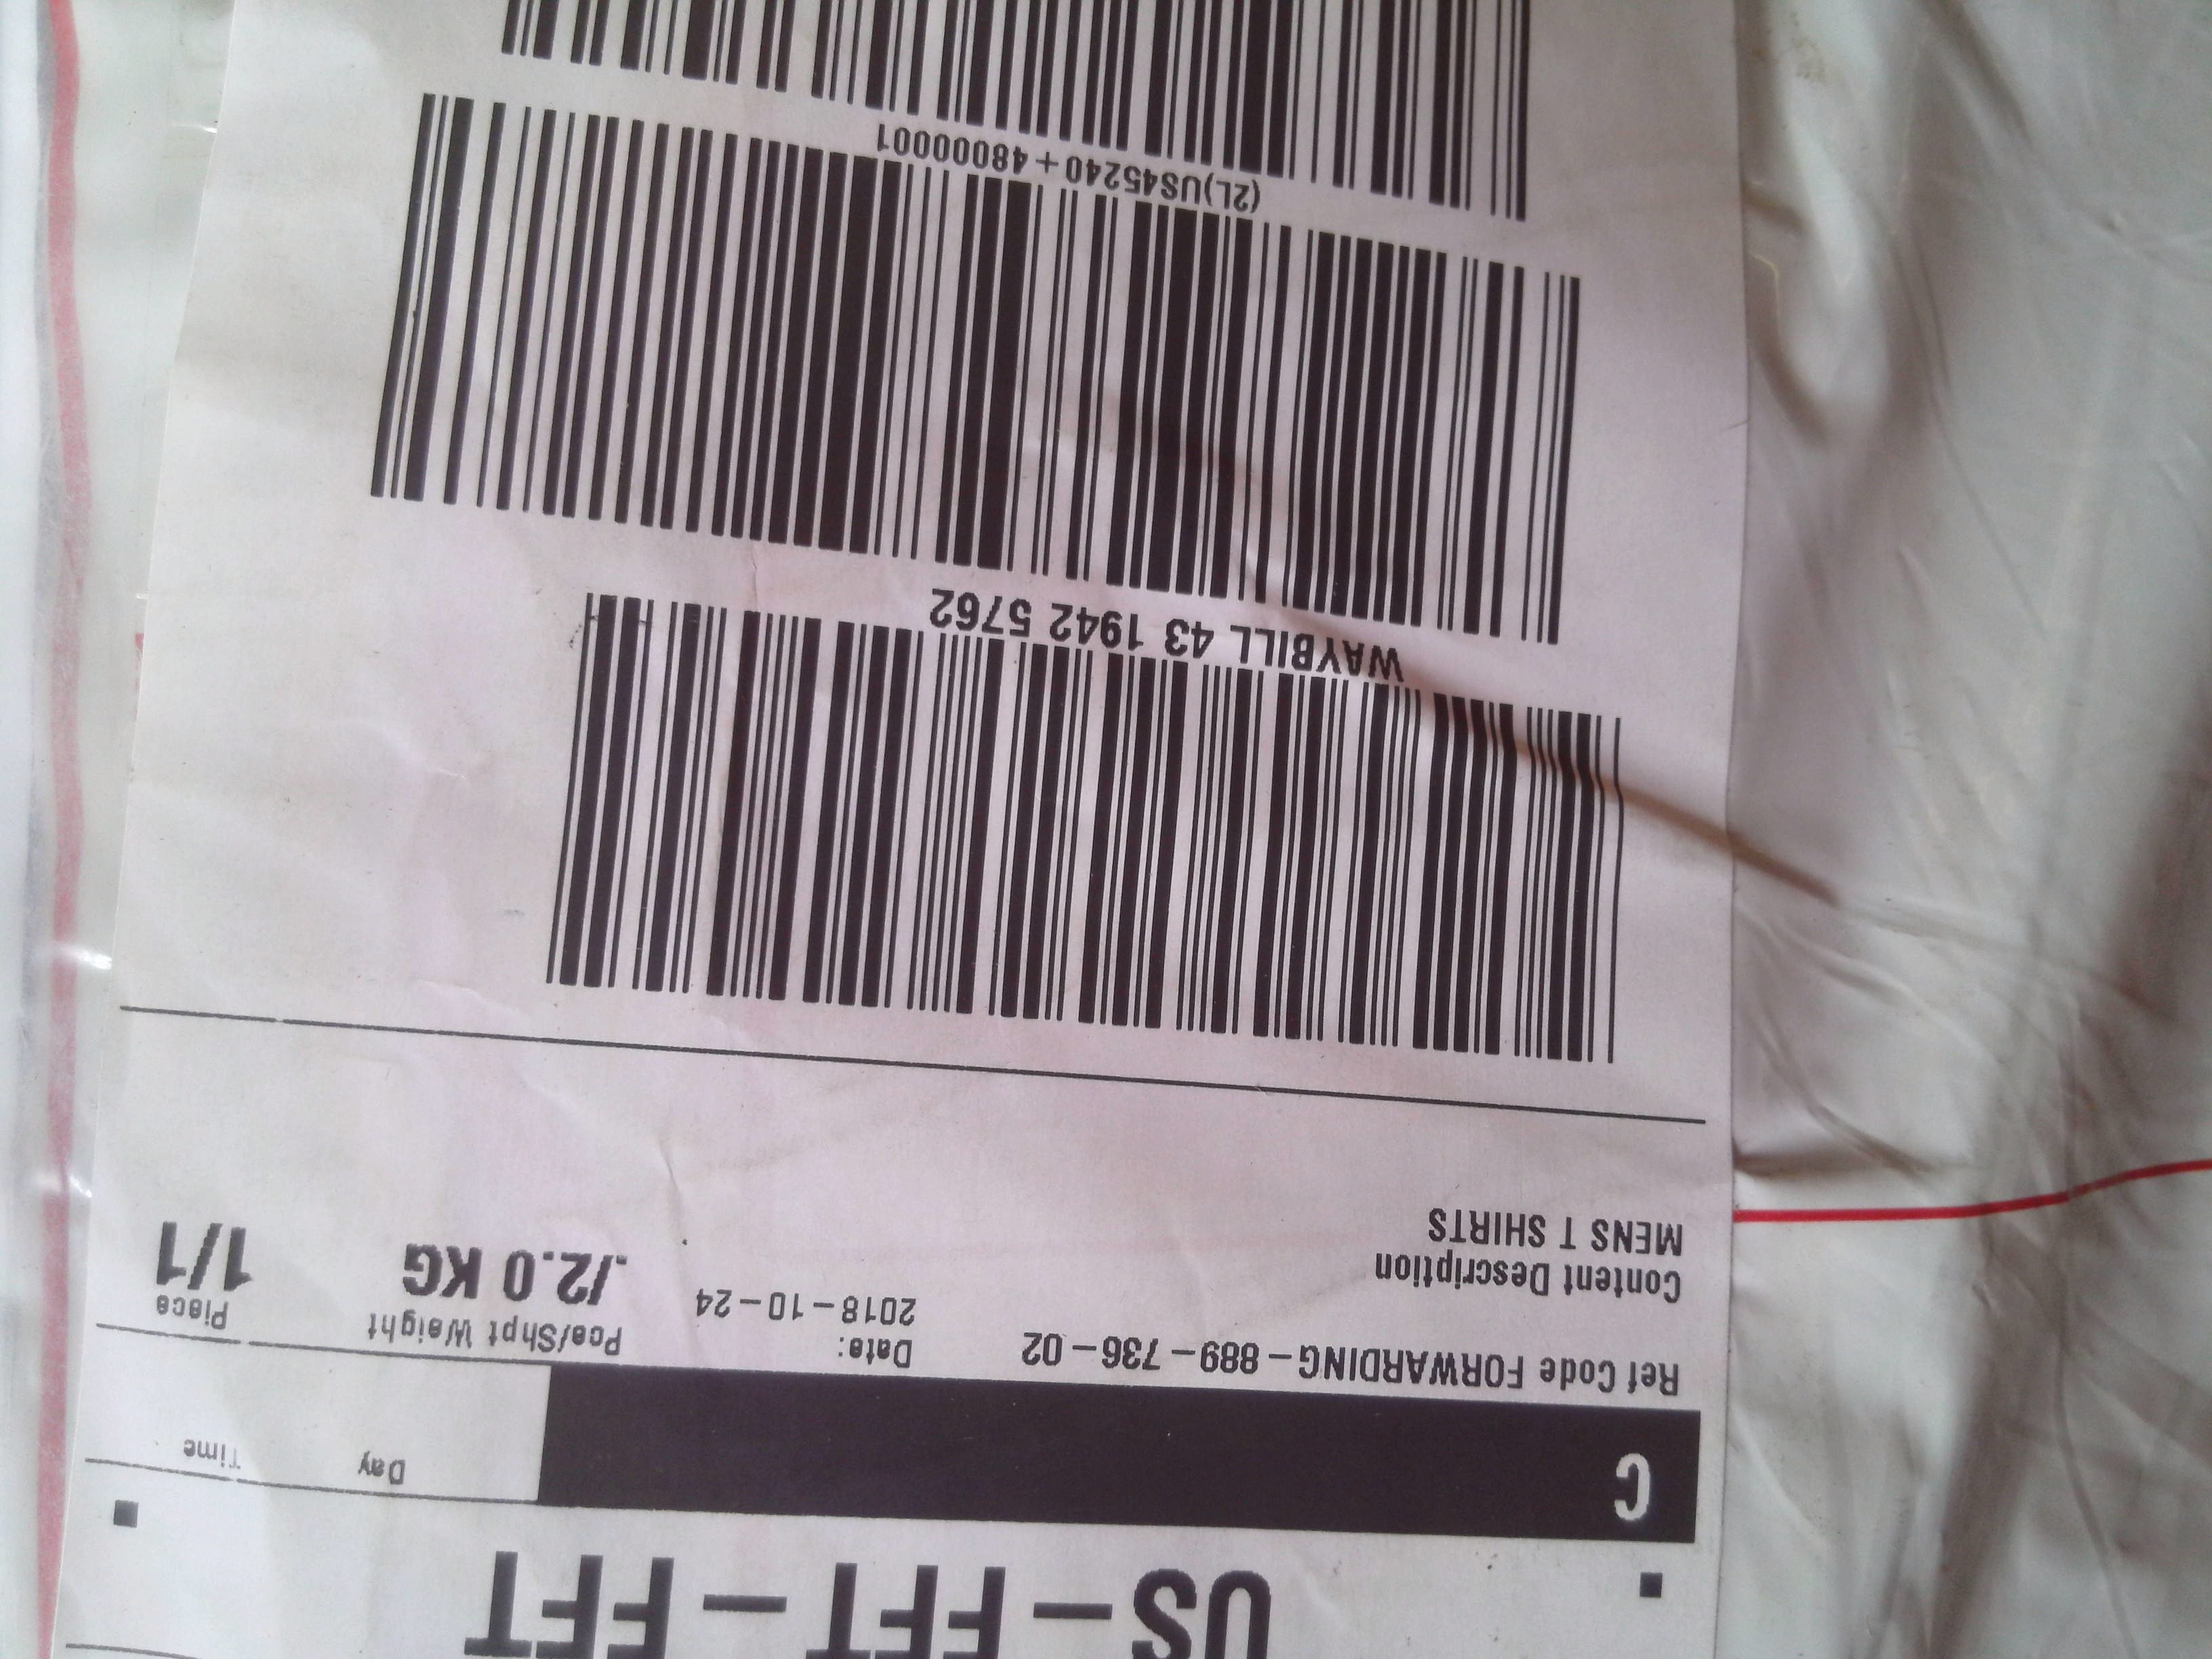 US-FFT-FFT
C
Day Time
Ref Code FORWARDING-889-736-02
Date:
2018-10-24
Pce/Shpt Weight
./2.0 KG
Piece
1/1
Content Description
MENS T SHIRTS
WAYBILL 43 1942 5762
(2L)US45240+48000001